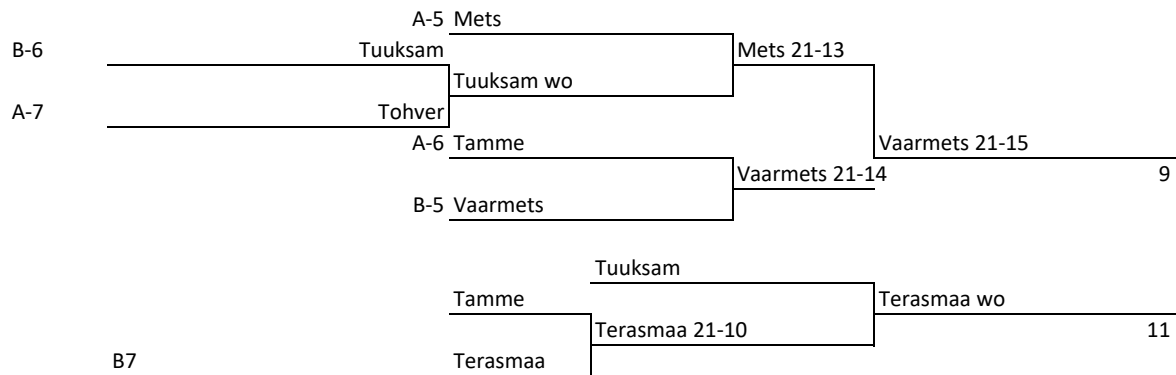 A-5 Mets
B-6 Tuuksam Mets 21-13
Tuuksam wo
A-7 Tohver
A-6 Tamme Vaarmets 21-15
Vaarmets 21-14 9
B-5 Vaarmets
Tuuksam
Tamme Terasmaa wo
Terasmaa 21-10 11
B7 Terasmaa